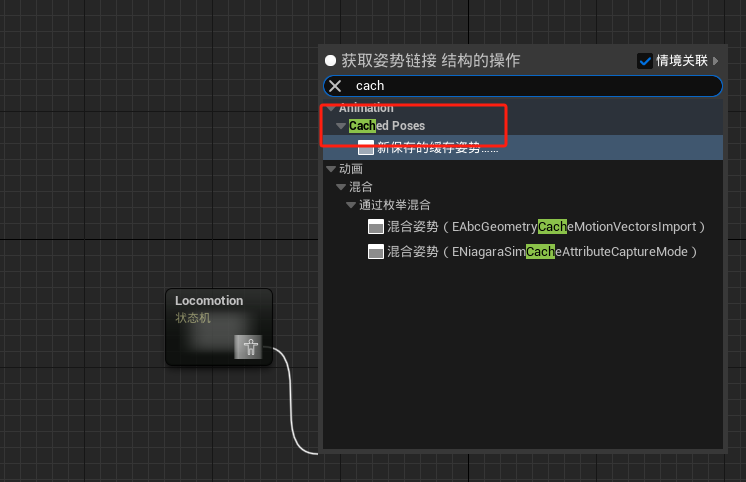 获取姿势链接 结构的操作
情境关联
cach
Animation
Cached Poses
新保存的缓存姿势……
动画
混合
通过枚举混合
混合姿势（EAbcGeometryCacheMotionVectorsImport）
混合姿势（ENiagaraSimCacheAttributeCaptureMode）
Locomotion
状态机